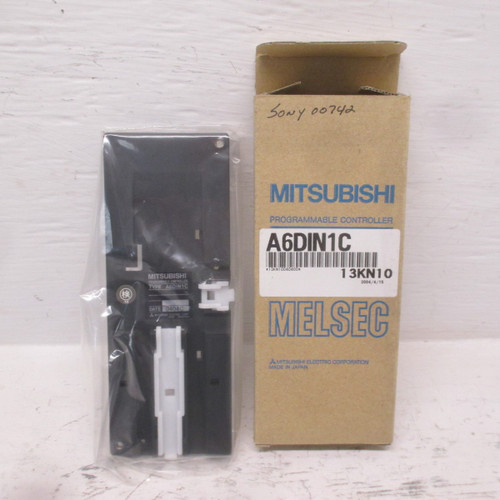 SONY 00742
MITSUBISHI
PROGRAMMABLE CONTROLLER
A6DIN1C
13KN10
MELSEC
MITSUBISHI ELECTRIC CORPORATION
MADE IN JAPAN
MITSUBISHI